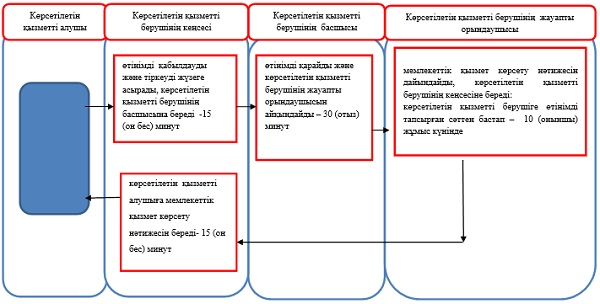 Көрсетілетін
қызметті алушы
Көрсетілетін қызметті
берушінің кеңсесі
Көрсетілетін қызметті
берушінің басшысы
Көрсетілетін қызметті берушінің жауапты
орындаушысы
өтінімді қабылдауды
және тіркеуді жүзеге
асырады, көрсетілетін
қызметті берушінің
басшысына береді -15
(он бес) минут
өтінімді қарайды және
көрсетілетін қызметті
берушінің жауапты
орындаушысын
айқындайды – 30 (отыз)
минут
мемлекеттік қызмет көрсету нәтижесін
дайындайды, көрсетілетін қызметті
берушінің кеңсесіне береді:
көрсетілетін қызметті берушіге өтінімді
тапсырған сәттен бастап – 10 (оныншы)
жұмыс күнінде
көрсетілетін қызметті
алушыға мемлекеттік
қызмет көрсету
нәтижесін береді- 15 (он
бес) минут